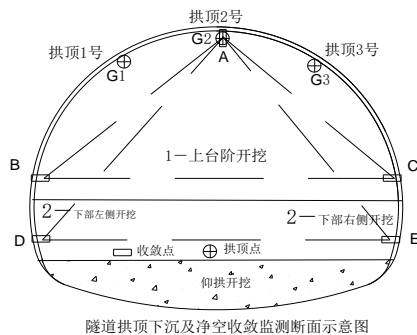 拱顶2号
拱顶1号
拱顶3号
G2
G1
G3
A
1－上台阶开挖
B
C
2－下部左侧开挖
2－下部右侧开挖
D
E
收敛点
拱顶点
仰拱开挖
隧道拱顶下沉及净空收敛监测断面示意图